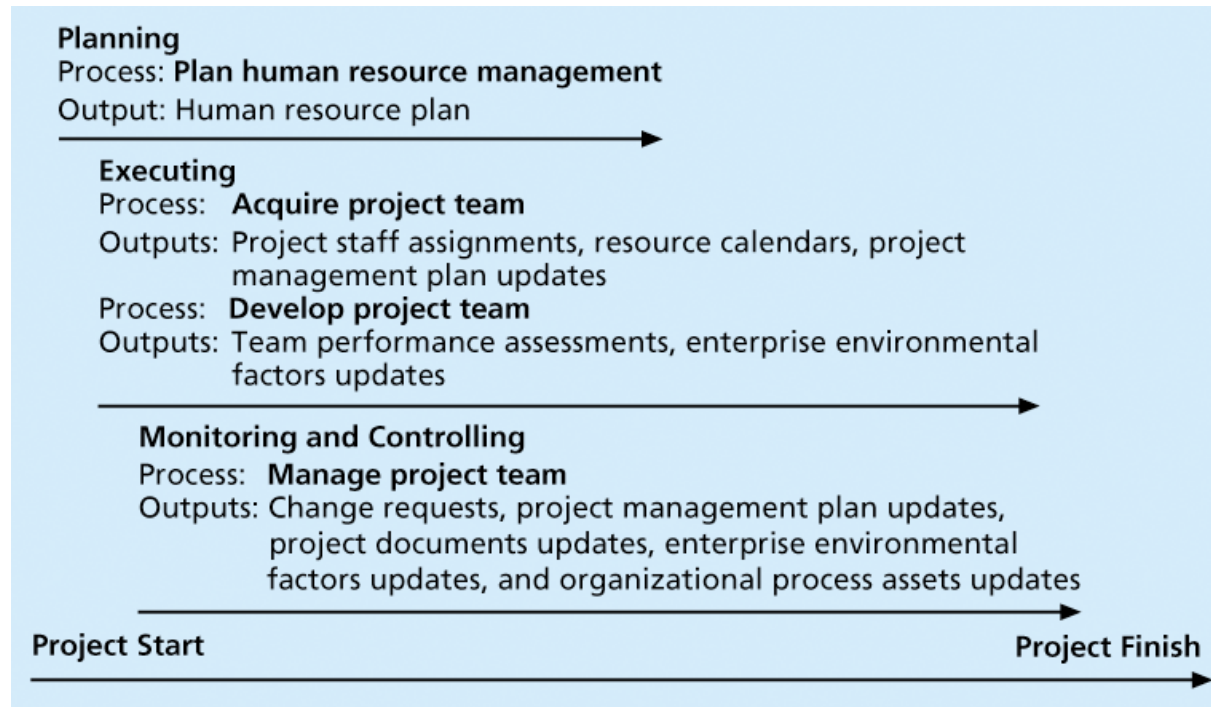 Planning
Process: Plan human resource management
Output: Human resource plan
Executing
Process: Acquire project team
Outputs: Project staff assignments, resource calendars, project
management plan updates
Process: Develop project team
Outputs: Team performance assessments, enterprise environmental
factors updates
Monitoring and Controlling
Process: Manage project team
Outputs: Change requests, project management plan updates,
project documents updates, enterprise environmental
factors updates, and organizational process assets updates
Project Start Project Finish